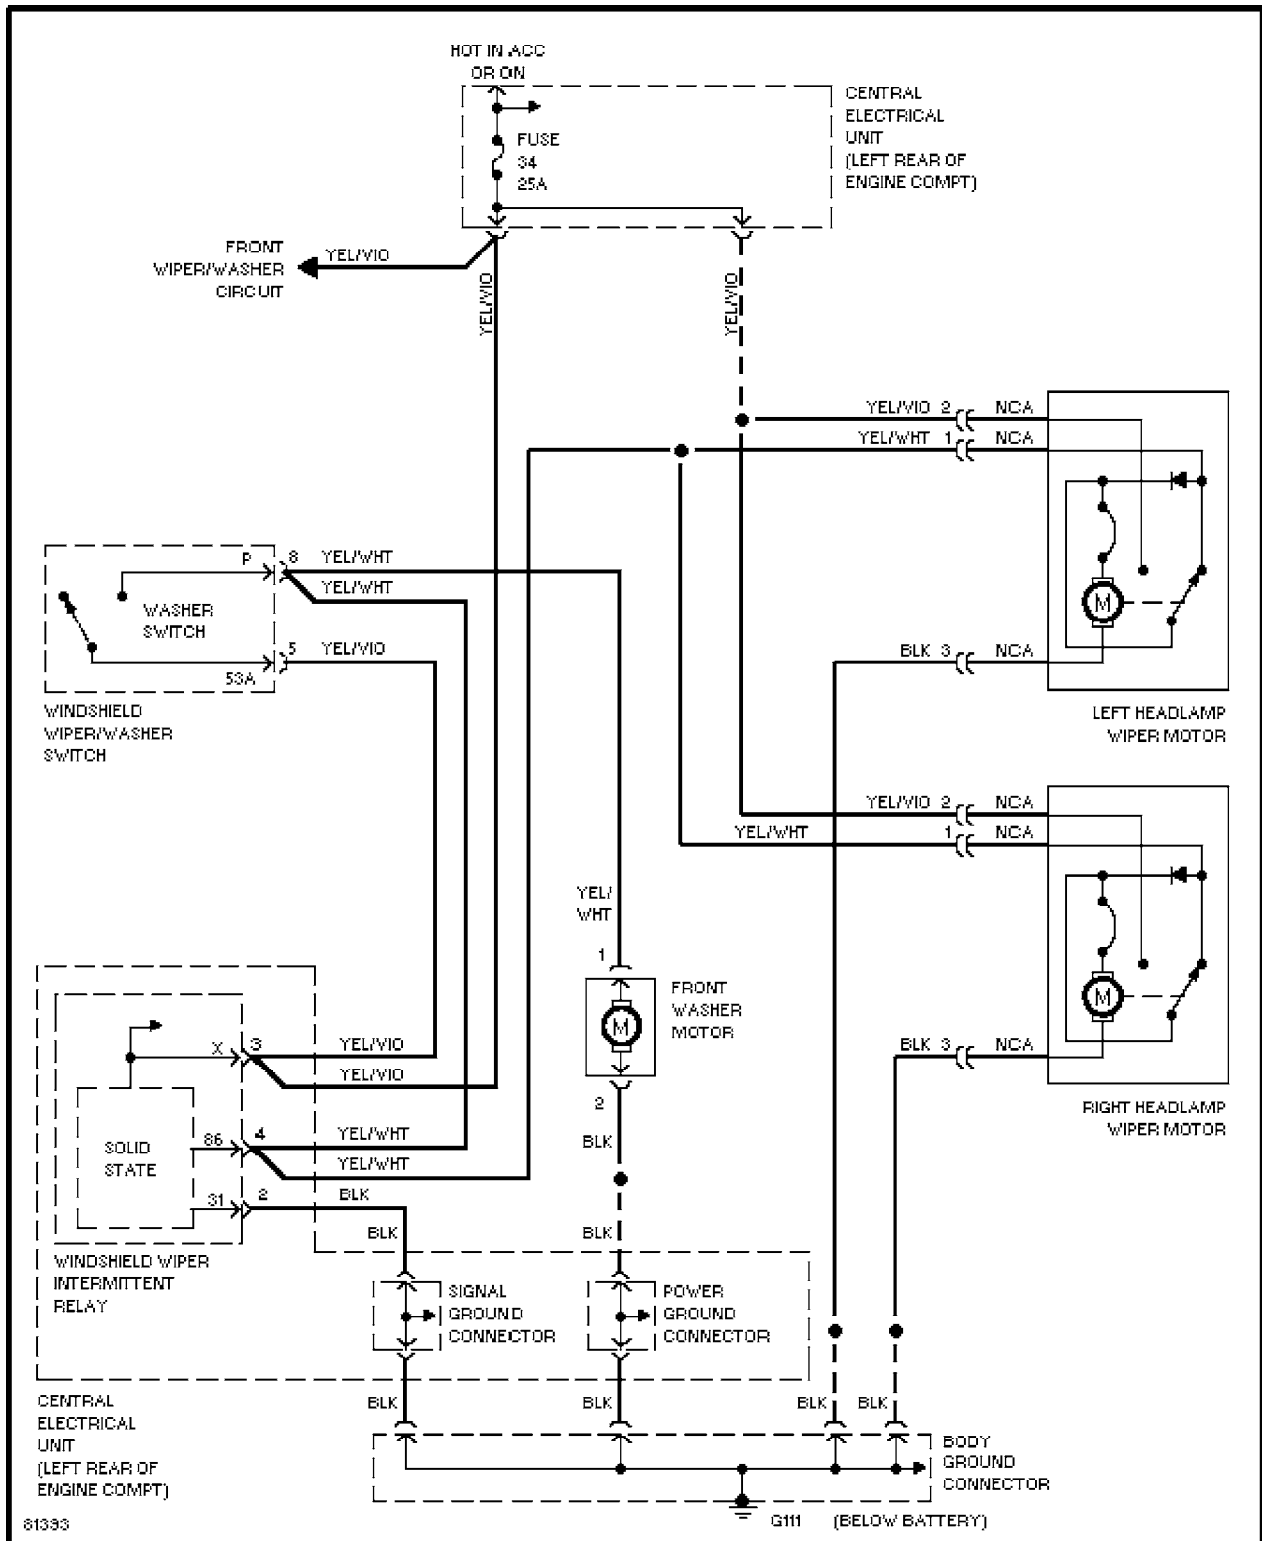 HOT IN ACC
OR ON
CENTRAL
ELECTRICAL
UNIT
(LEFT REAR OF
ENGINE COMPT)
FUSE
34
25A
FRONT
WIPER/WASHER
CIRCUIT
YEL/VIO
YEL/VIO
YEL/VIO
YEL/VIO 2 NCA
YEL/WHT 1 NCA
M
BLK 3 NCA
LEFT HEADLAMP
WIPER MOTOR
P 8 YEL/WHT
YEL/WHT
WASHER
SWITCH
5 YEL/VIO
53A
WINDSHIELD
WIPER/WASHER
SWITCH
YEL/VIO 2 NCA
YEL/WHT 1 NCA
M
BLK 3 NCA
RIGHT HEADLAMP
WIPER MOTOR
YEL/
WHT
1
FRONT
WASHER
MOTOR
M
2
BLK
BLK
X 3 YEL/VIO
YEL/VIO
SOLID
STATE
86 4 YEL/WHT
YEL/WHT
31 2 BLK
BLK
WINDSHIELD WIPER
INTERMITTENT
RELAY
SIGNAL
GROUND
CONNECTOR
POWER
GROUND
CONNECTOR
CENTRAL
ELECTRICAL
UNIT
(LEFT REAR OF
ENGINE COMPT)
BLK
BLK
BLK
BLK
BODY
GROUND
CONNECTOR
G111 (BELOW BATTERY)
81393